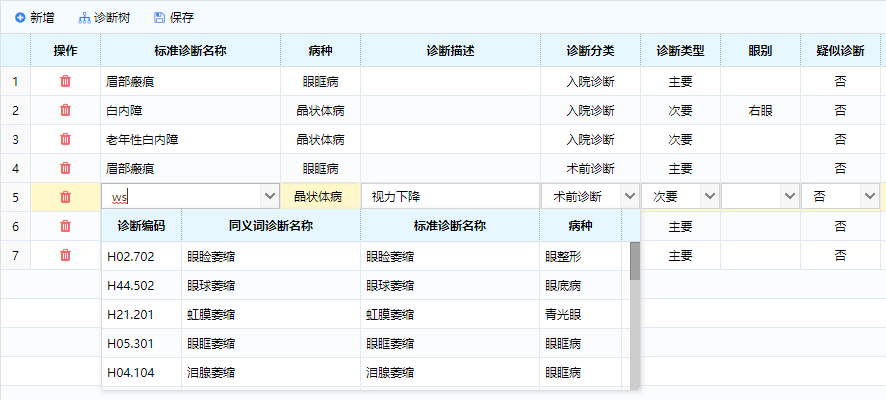 新增 诊断树 保存
操作 标准诊断名称 病种 诊断描述 诊断分类 诊断类型 眼别 疑似诊断
1 眉部瘢痕 眼眶病 入院诊断 主要 否
2 白内障 晶状体病 入院诊断 次要 右眼 否
3 老年性白内障 晶状体病 入院诊断 次要 否
4 眉部瘢痕 眼眶病 术前诊断 主要 否
5 ws 晶状体病 视力下降 术前诊断 次要 否
诊断编码 同义词诊断名称 标准诊断名称 病种
6 主要 否
H02.702 眼睑萎缩 眼睑萎缩 眼整形
7 主要 否
H44.502 眼球萎缩 眼球萎缩 眼底病
H21.201 虹膜萎缩 虹膜萎缩 青光眼
H05.301 眼眶萎缩 眼眶萎缩 眼眶病
H04.104 泪腺萎缩 泪腺萎缩 眼眶病